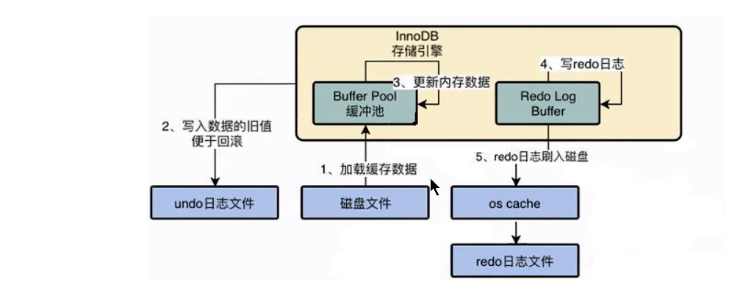 InnoDB
存储引擎
4、写redo日志
3、更新内存数据
Buffer Pool
缓冲池
Redo Log
Buffer
2、写入数据的旧值
便于回滚
5、redo日志刷入磁盘
1、加载缓存数据
undo日志文件
磁盘文件
os cache
redo日志文件